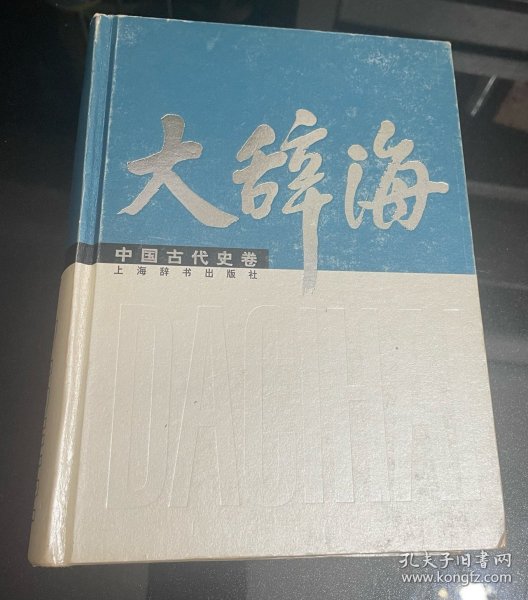 大辞海
中国古代史卷
上海辞书出版社
DACIHAI
孔夫子旧书网
www.kongfz.com